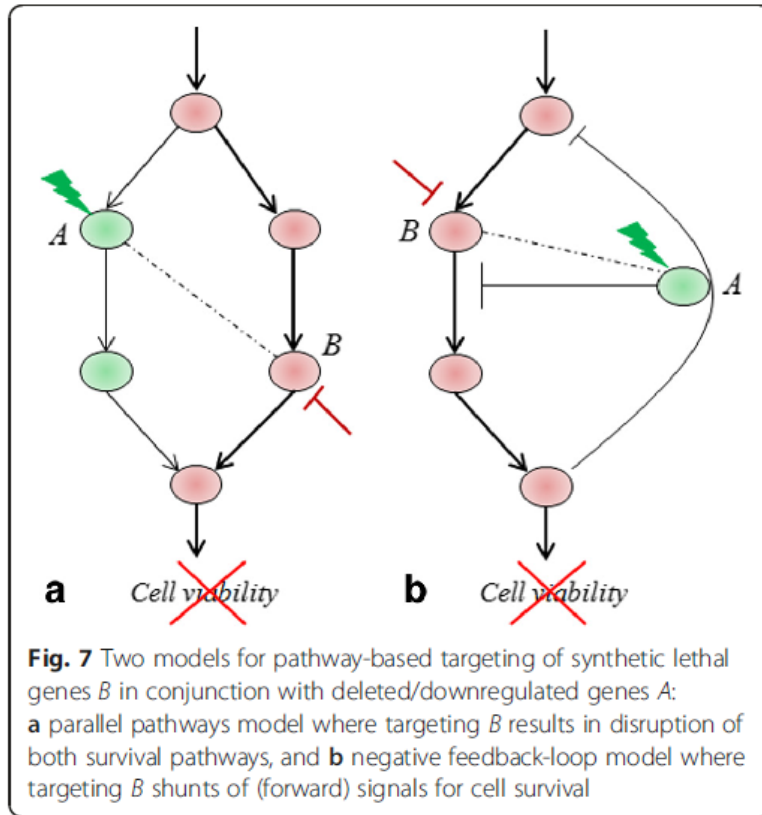 A
B
B
A
a
Cell viability
b
Cell viability
Fig. 7 Two models for pathway-based targeting of synthetic lethal
genes B in conjunction with deleted/downregulated genes A:
a parallel pathways model where targeting B results in disruption of
both survival pathways, and b negative feedback-loop model where
targeting B shunts of (forward) signals for cell survival